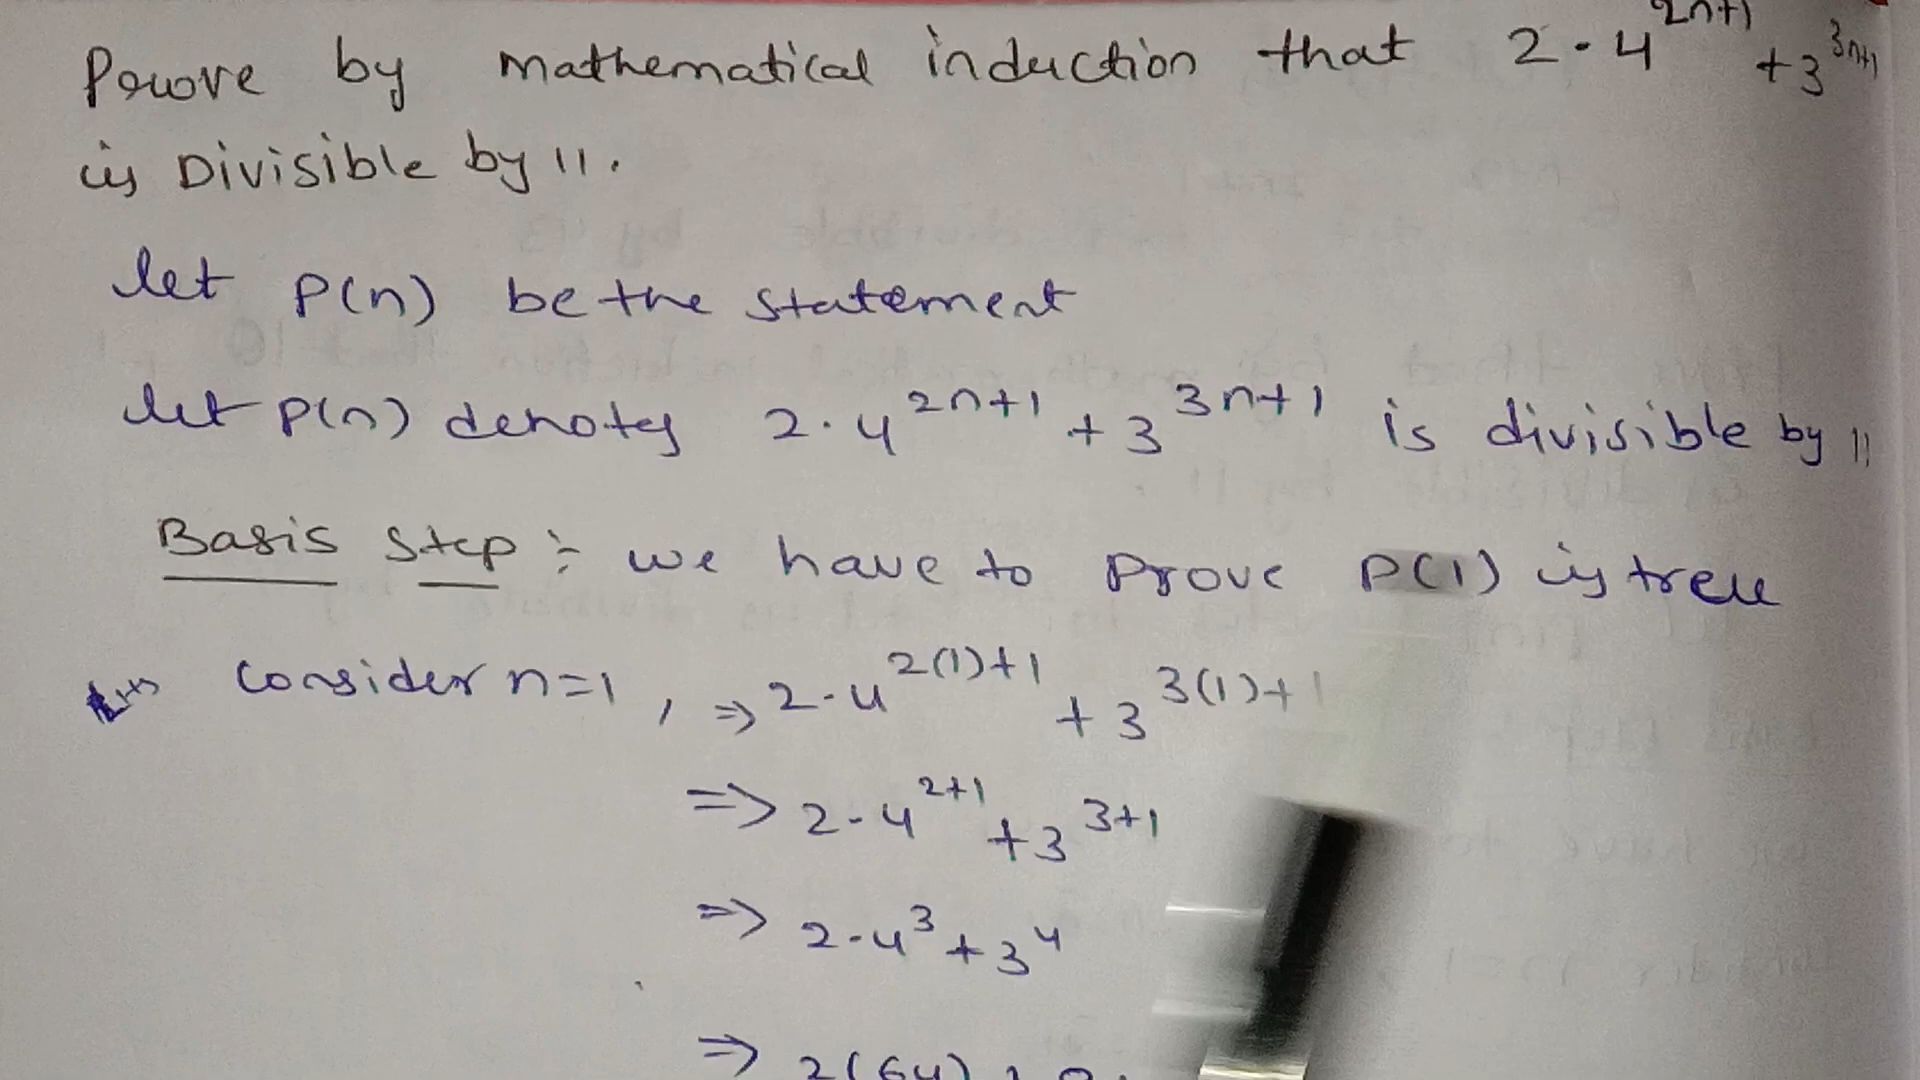 Prove by mathematical induction that 2·4^{2n+1} + 3^{3n+1}
is Divisible by 11.
let P(n) be the statement
let P(n) denotes 2·4^{2n+1} + 3^{3n+1} is divisible by 11
Basis Step :- we have to prove P(1) is true
Consider n=1, => 2·4^{2(1)+1} + 3^{3(1)+1}
=> 2·4^{2+1} + 3^{3+1}
=> 2·4^3 + 3^4
=> 2(64) +